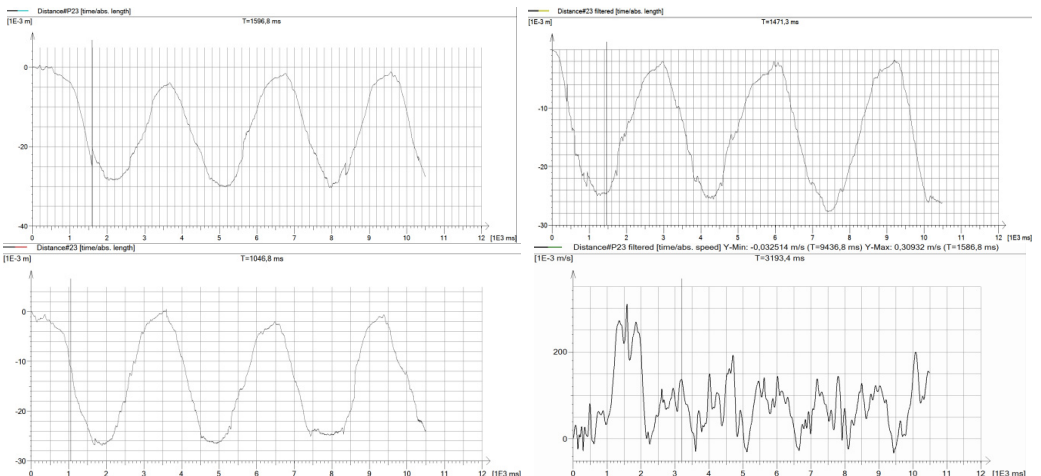 Distance#P23 [time/abs. length]
[1E-3 m]
T=1596,8 ms
0
-20
-40
0 1 2 3 4 5 6 7 8 9 10 11 12 [1E3 ms]
Distance#23 filtered [time/abs. length]
[1E-3 m]
T=1471,3 ms
-10
-20
-30
0 1 2 3 4 5 6 7 8 9 10 11 12 [1E3 ms]
Distance#23 [time/abs. length]
[1E-3 m]
T=1046,8 ms
0
-10
-20
-30
0 1 2 3 4 5 6 7 8 9 10 11 12 [1E3 ms]
Distance#P23 filtered [time/abs. speed] Y-Min: -0,032514 m/s (T=9436,8 ms) Y-Max: 0,30932 m/s (T=1586,8 ms)
[1E-3 m/s]
T=3193,4 ms
200
0
0 1 2 3 4 5 6 7 8 9 10 11 12 [1E3 ms]